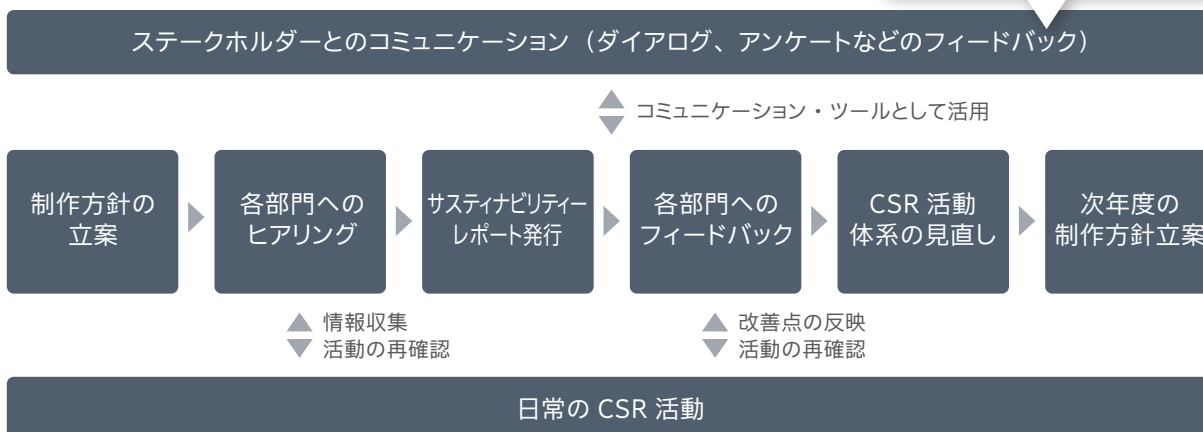 ステークホルダーとのコミュニケーション（ダイアログ、アンケートなどのフィードバック）
コミュニケーション・ツールとして活用
制作方針の
立案
各部門への
ヒアリング
サスティナビリティー
レポート発行
各部門への
フィードバック
CSR 活動
体系の見直し
次年度の
制作方針立案
情報収集
活動の再確認
改善点の反映
活動の再確認
日常の CSR 活動